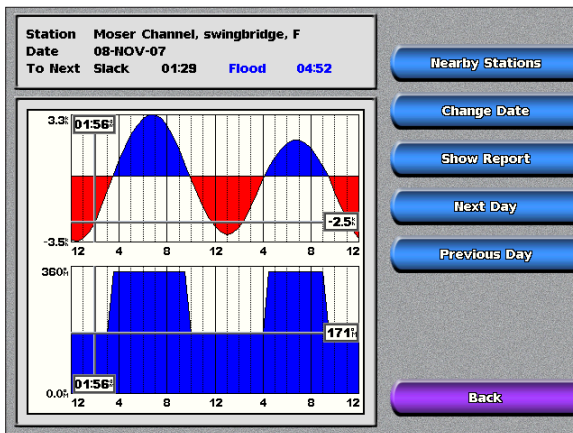 Station Moser Channel, swingbridge, F
Date 08-NOV-07
To Next Slack 01:29 Flood 04:52
Nearby Stations
Change Date
Show Report
Next Day
Previous Day
Back
3.3
01:56
-2.5
-3.5
12 4 8 12 4 8 12
360
171
0.0
01:56
12 4 8 12 4 8 12